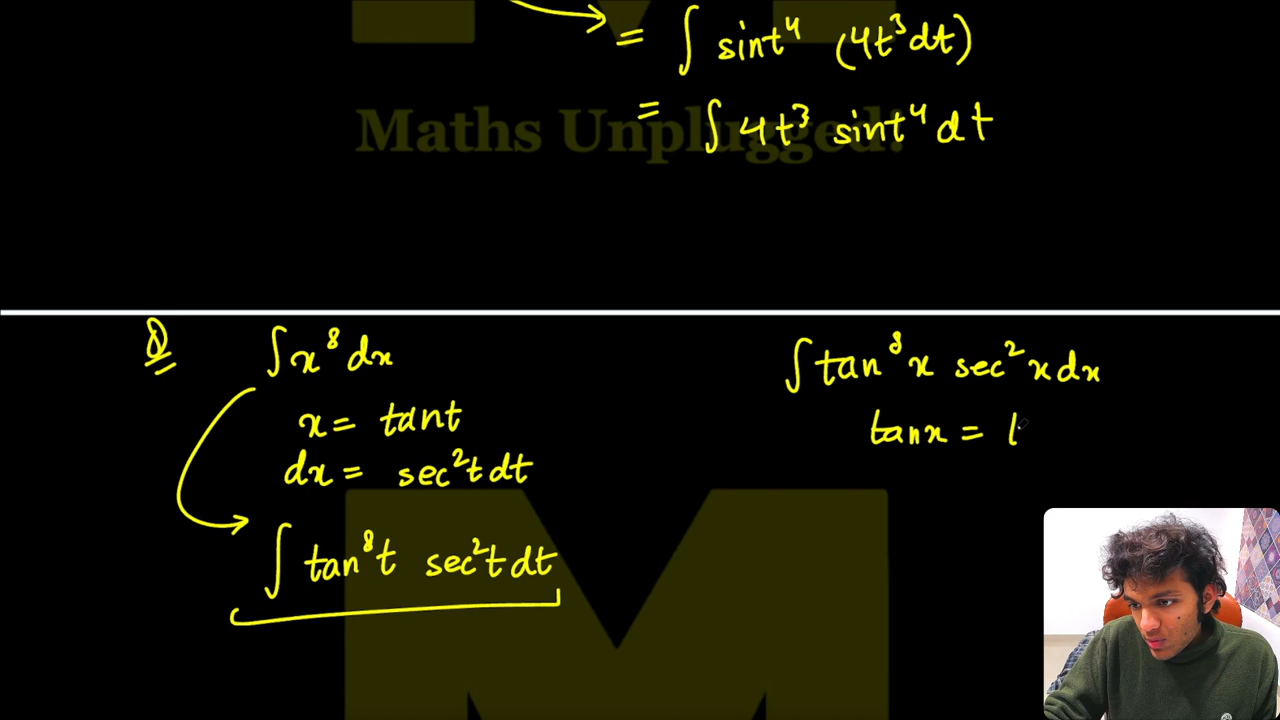 = ∫ sint⁴ (4t³dt)
= ∫ 4t³ sint⁴ dt
Maths Unplugged!
Q ∫x⁸ dx
x = tant
dx = sec²t dt
∫ tan⁸t sec²t dt
∫ tan⁸x sec²x dx
tanx =